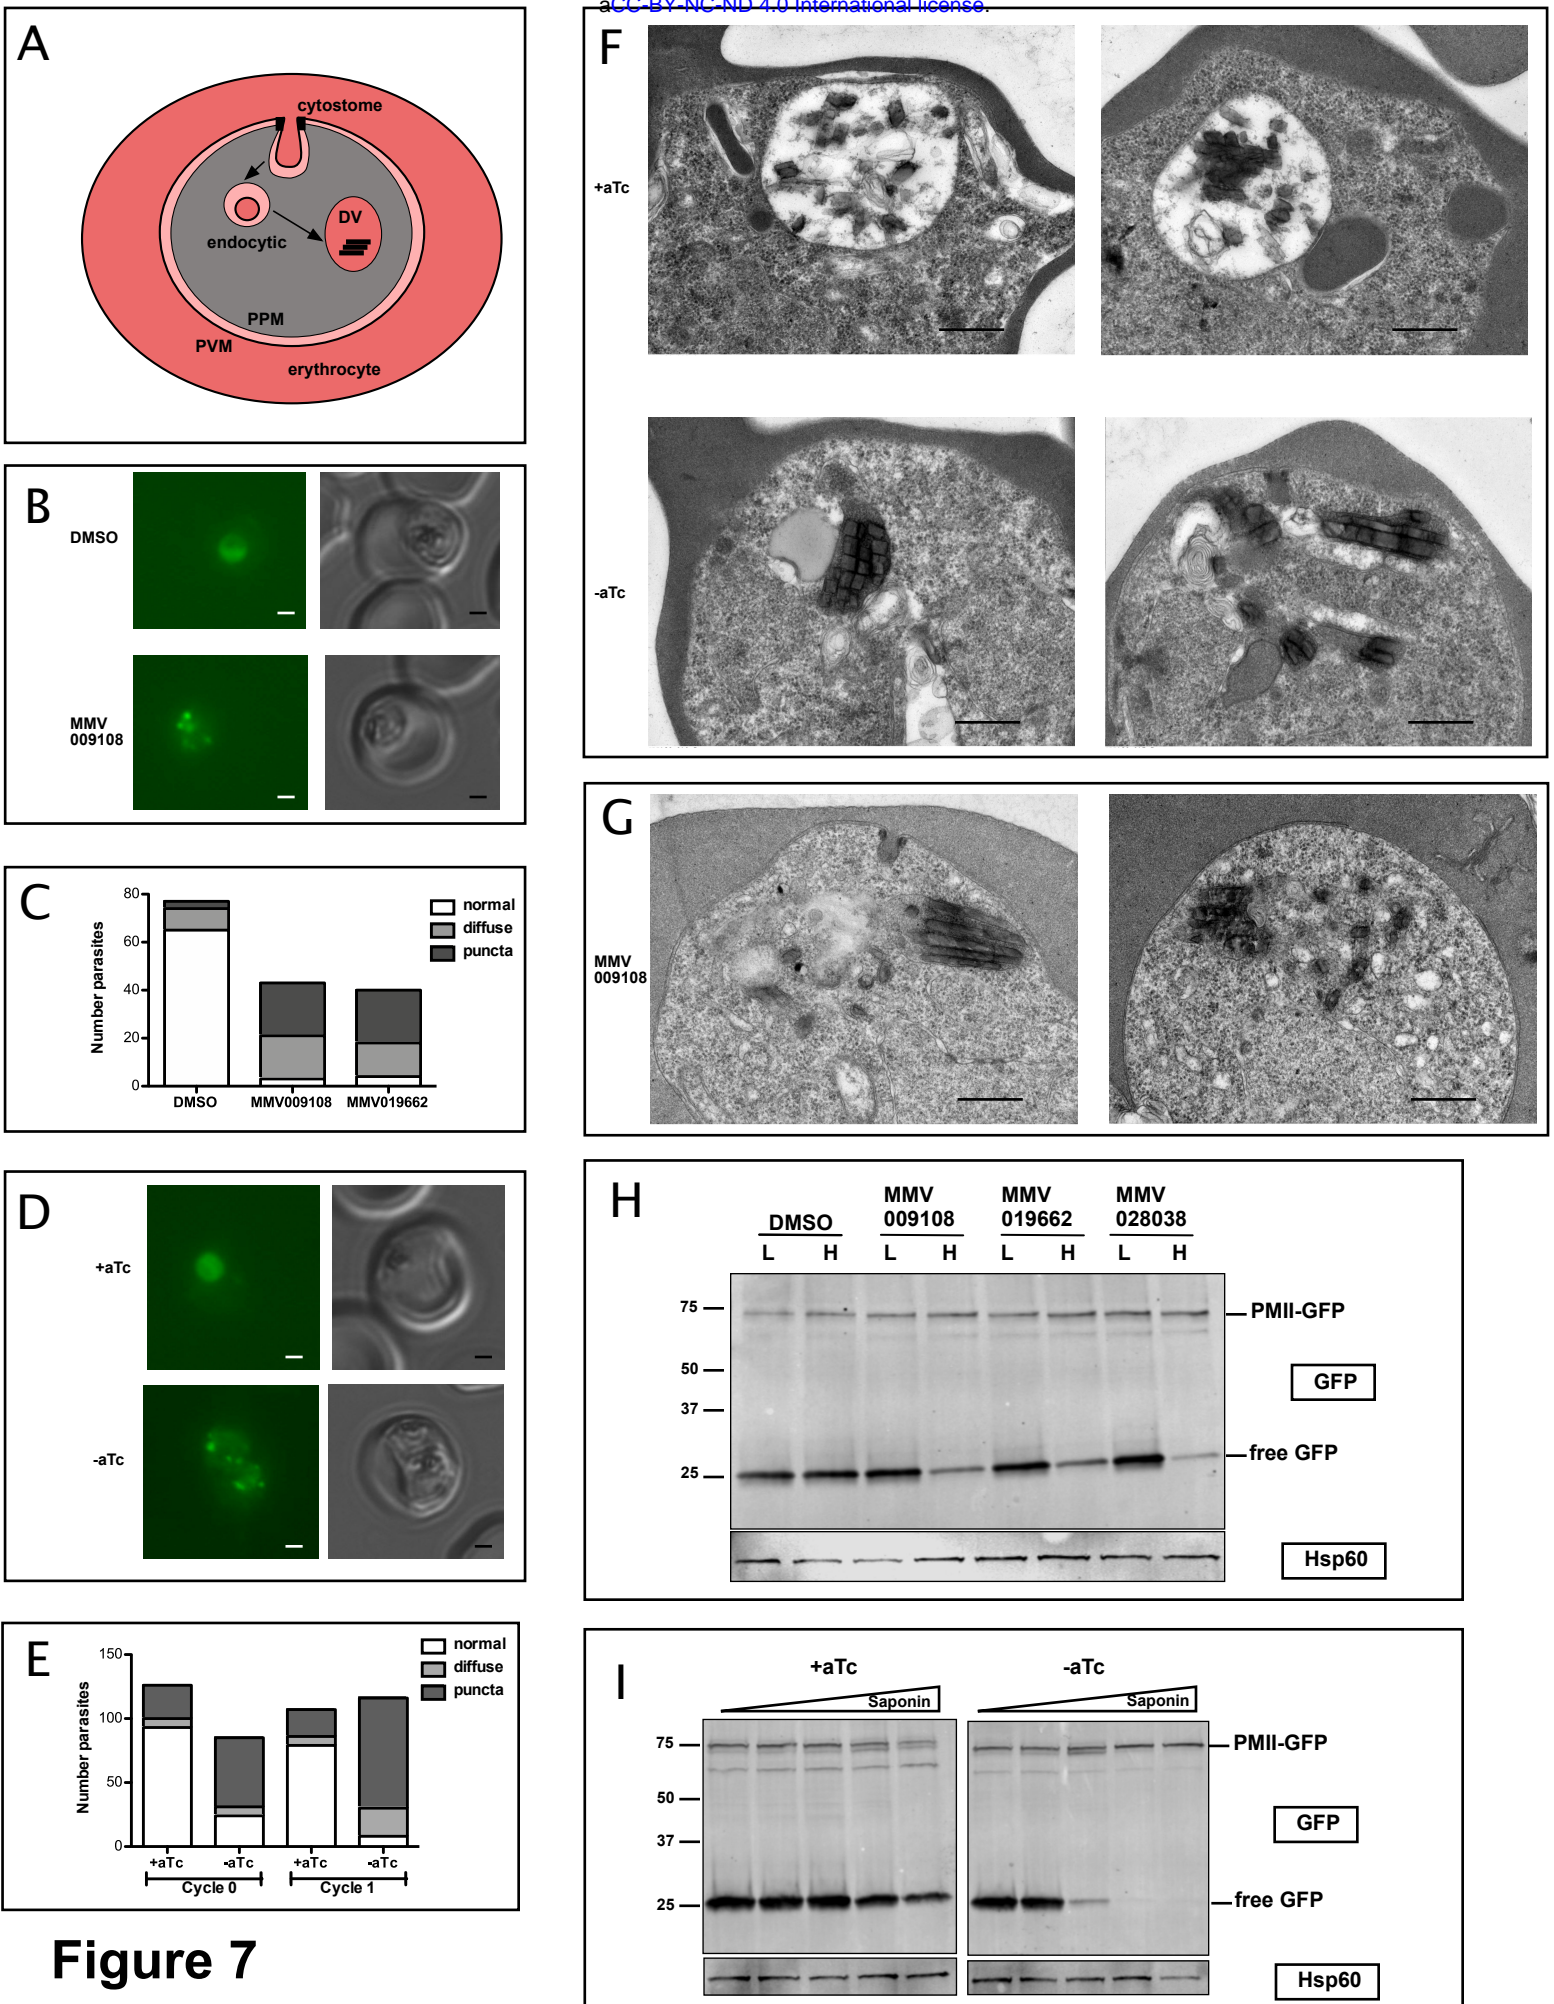 aCC-BY-NC-ND 4.0 International license.
A
cytostome
endocytic
DV
PPM
PVM
erythrocyte
B
DMSO
MMV
009108
C
Number parasites
80
60
40
20
0
normal
diffuse
puncta
DMSO
MMV009108
MMV019662
D
+aTc
-aTc
E
Number parasites
150
100
50
0
normal
diffuse
puncta
+aTc
-aTc
+aTc
-aTc
Cycle 0
Cycle 1
Figure 7
F
+aTc
-aTc
G
MMV
009108
H
DMSO
MMV
009108
MMV
019662
MMV
028038
L H L H L H L H
75
50
37
25
PMII-GFP
GFP
free GFP
Hsp60
I
+aTc
-aTc
Saponin
Saponin
75
50
37
25
PMII-GFP
GFP
free GFP
Hsp60